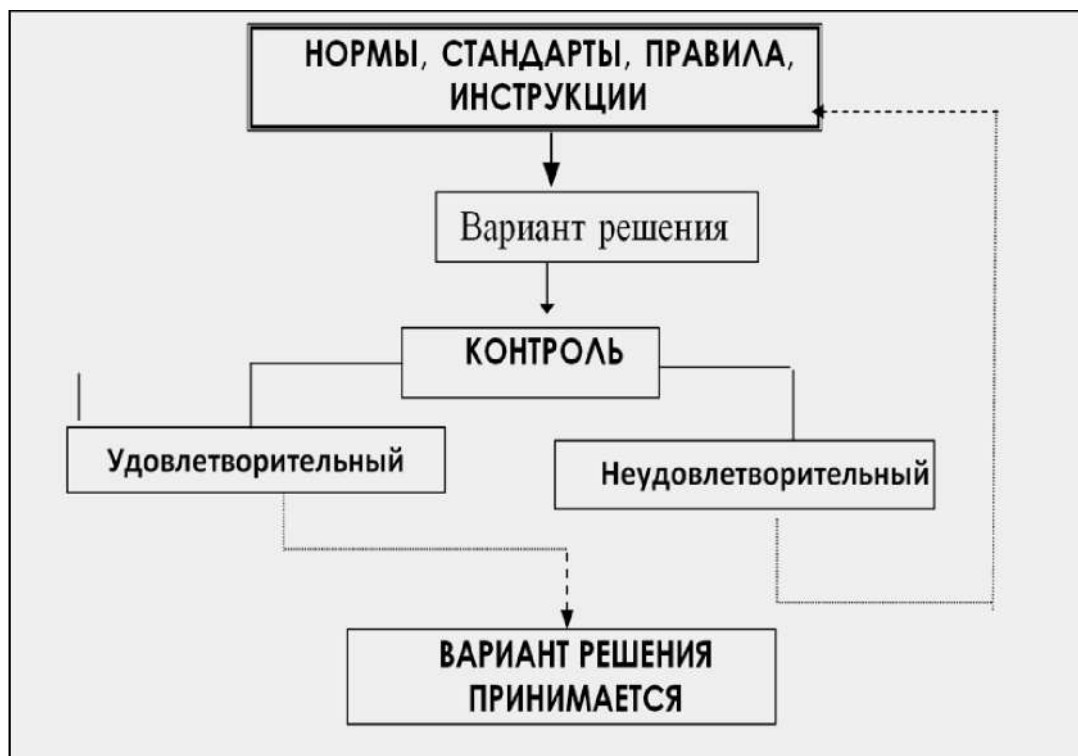 НОРМЫ, СТАНДАРТЫ, ПРАВИЛА,
ИНСТРУКЦИИ
Вариант решения
КОНТРОЛЬ
Удовлетворительный
Неудовлетворительный
ВАРИАНТ РЕШЕНИЯ
ПРИНИМАЕТСЯ